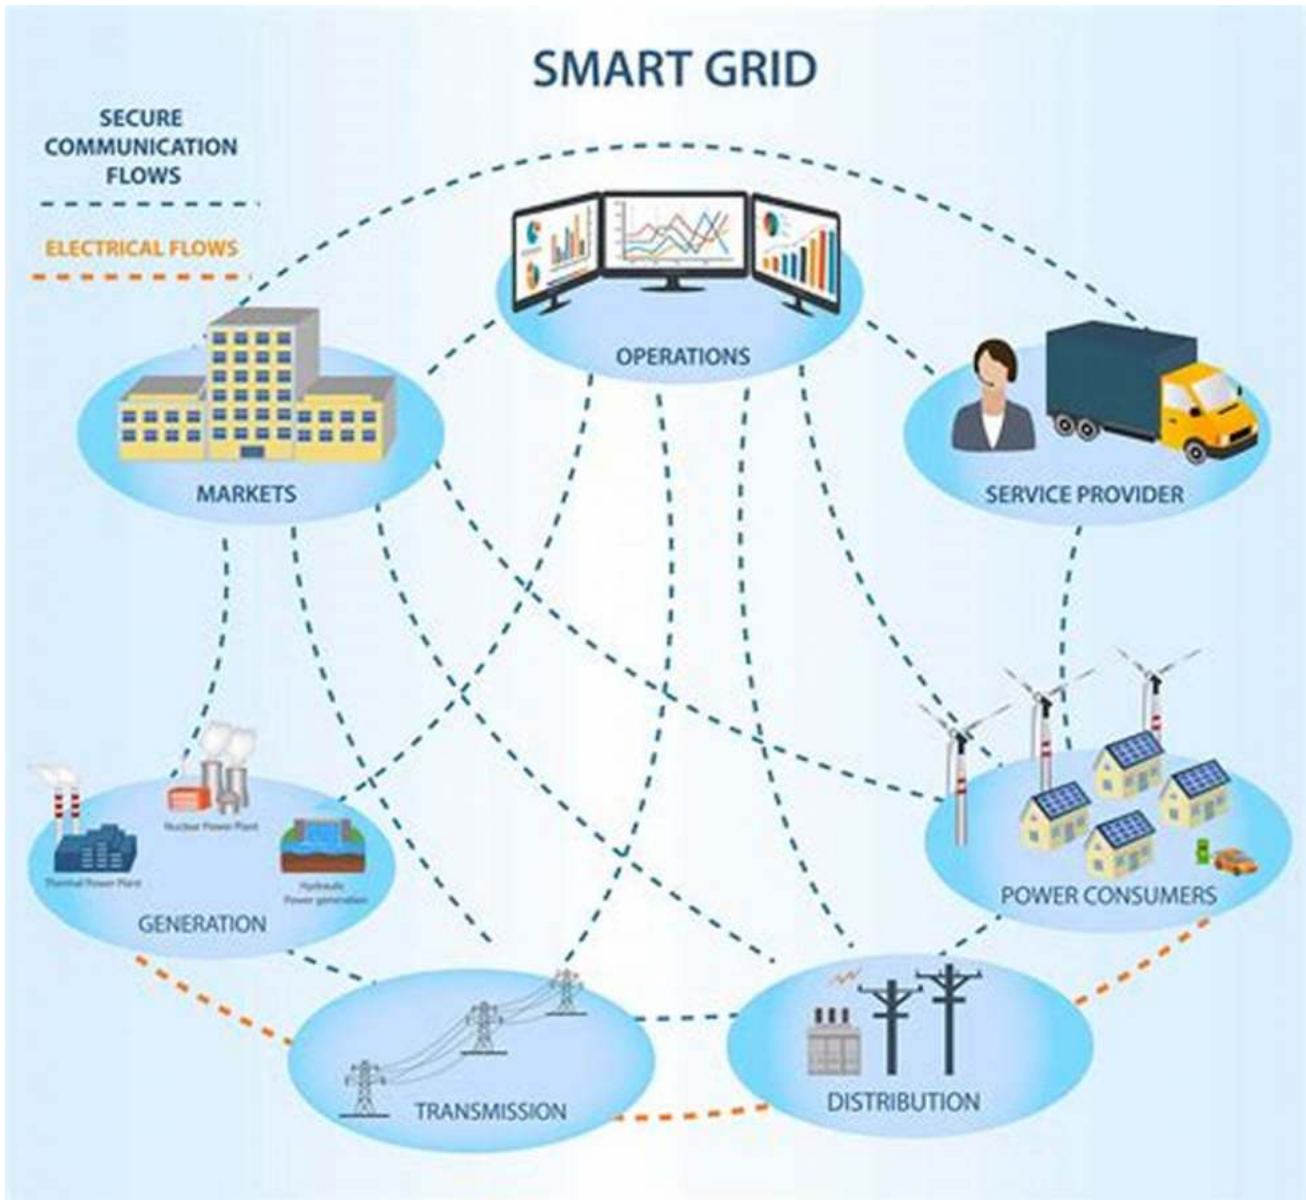 SMART GRID
SECURE
COMMUNICATION
FLOWS
ELECTRICAL FLOWS
OPERATIONS
MARKETS
SERVICE PROVIDER
Nuclear Power Plant
Thermal Power Plant
Hydraulic
Power generation
GENERATION
POWER CONSUMERS
TRANSMISSION
DISTRIBUTION